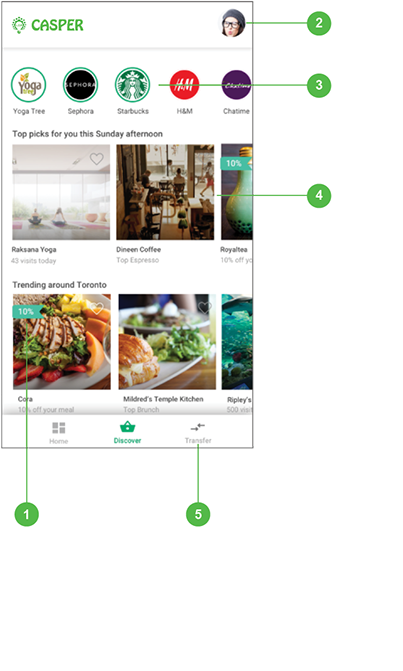 CASPER
2
Yoga
Tree
SEPHORA
H&M
Chatime
3
Yoga Tree
Sephora
Starbucks
H&M
Chatime
Top picks for you this Sunday afternoon
10%
4
Raksana Yoga
Dineen Coffee
Royaltea
43 visits today
Top Espresso
10% off yo
Trending around Toronto
10%
Cora
Mildred's Temple Kitchen
Ripley's
10% off your meal
Top Brunch
500 visit
Home
Discover
Transfer
1
5